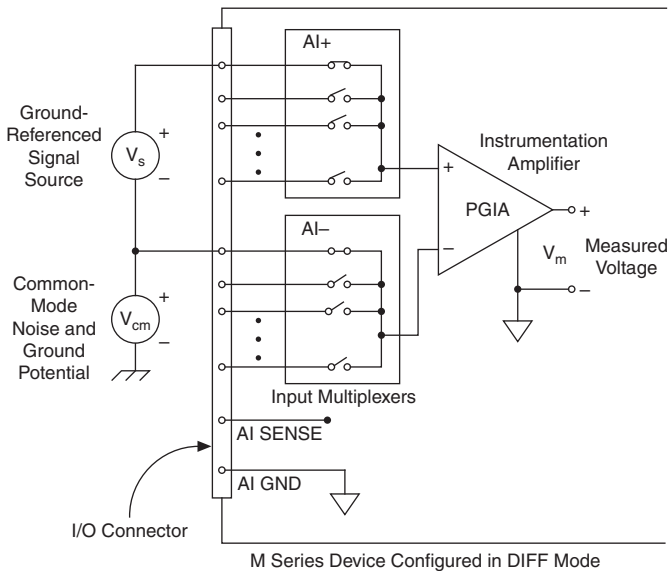 AI+
Ground-
Referenced
Signal
Source
+
Vs
−
Instrumentation
Amplifier
+
PGIA
−
+
Vm
Measured
Voltage
−
AI−
Common-
Mode
Noise and
Ground
Potential
+
Vcm
−
Input Multiplexers
AI SENSE
AI GND
I/O Connector
M Series Device Configured in DIFF Mode